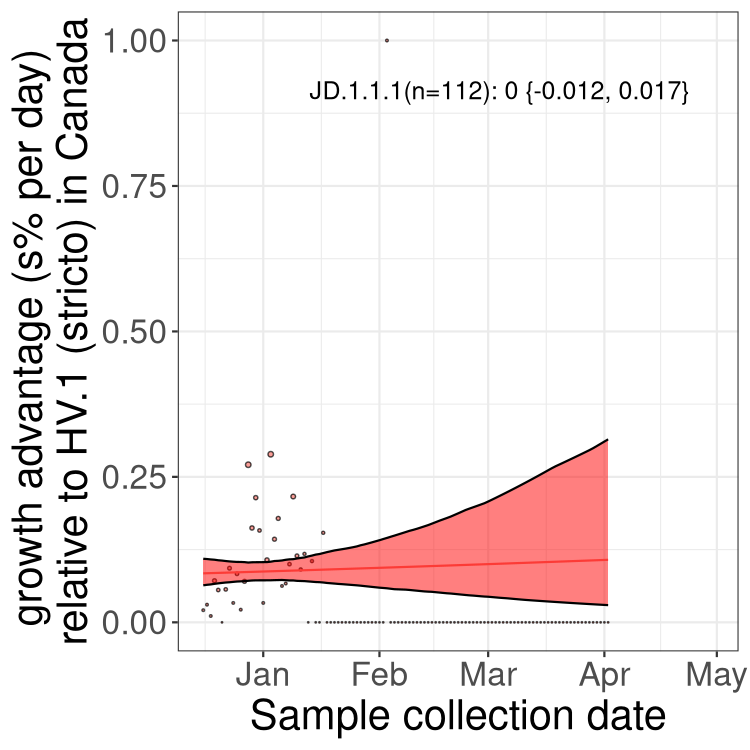 growth advantage (s% per day)
relative to HV.1 (stricto) in Canada
1.00
0.75
0.50
0.25
0.00
JD.1.1.1(n=112): 0 {-0.012, 0.017}
Jan Feb Mar Apr May
Sample collection date